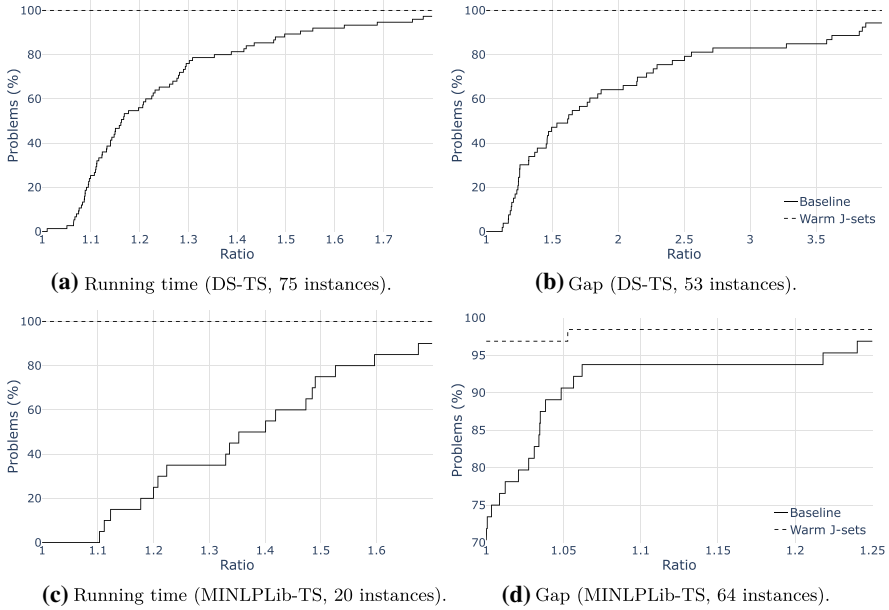 100
80
60
40
20
0
Problems (%)
1 1.1 1.2 1.3 1.4 1.5 1.6 1.7
Ratio
(a) Running time (DS-TS, 75 instances).
100
80
60
40
20
0
Problems (%)
1 1.5 2 2.5 3 3.5
Ratio
Baseline
Warm J-sets
(b) Gap (DS-TS, 53 instances).
100
80
60
40
20
0
Problems (%)
1 1.1 1.2 1.3 1.4 1.5 1.6
Ratio
(c) Running time (MINLPLib-TS, 20 instances).
100
95
90
85
80
75
70
Problems (%)
1 1.05 1.1 1.15 1.2 1.25
Ratio
Baseline
Warm J-sets
(d) Gap (MINLPLib-TS, 64 instances).